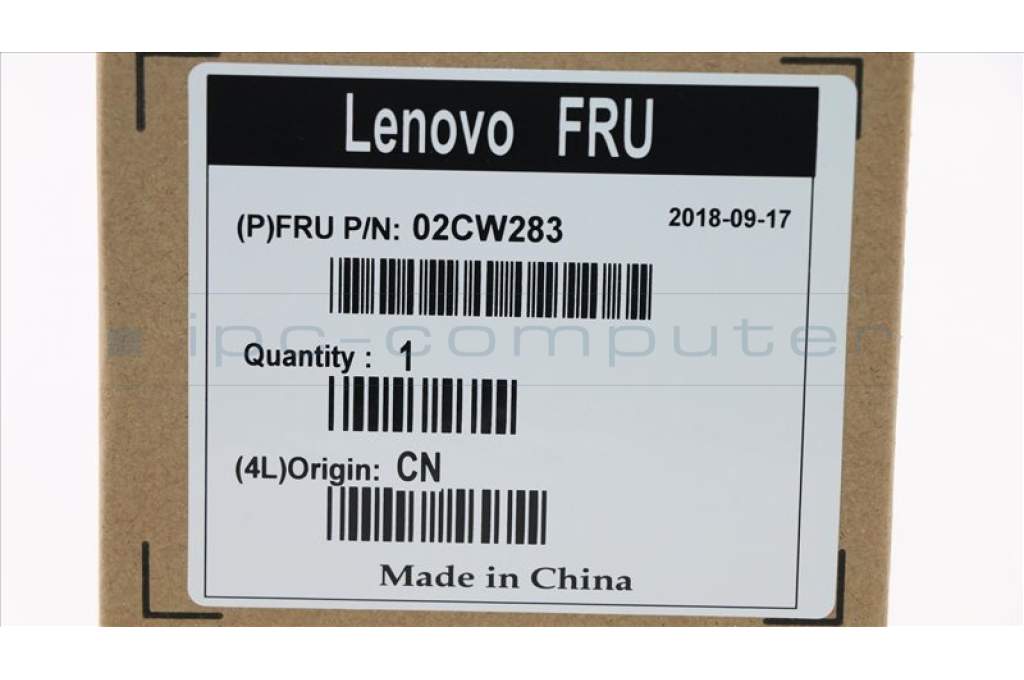 Lenovo FRU
(P)FRU P/N: 02CW283 2018-09-17
ipc-computer
Quantity : 1
(4L)Origin: CN
Made in China